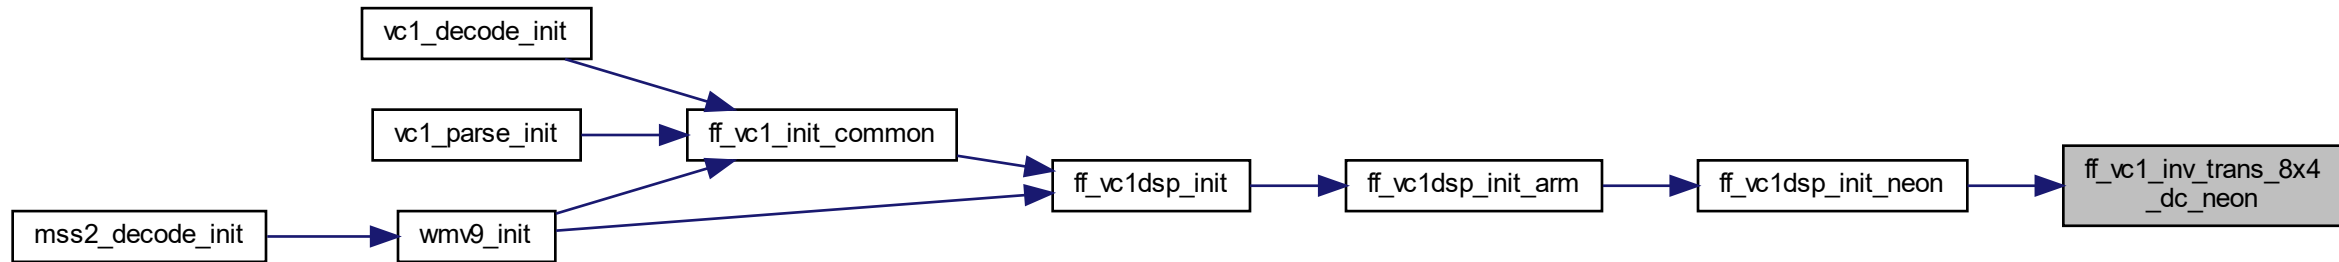 vc1_decode_init
vc1_parse_init
ff_vc1_init_common
mss2_decode_init
wmv9_init
ff_vc1dsp_init
ff_vc1dsp_init_arm
ff_vc1dsp_init_neon
ff_vc1_inv_trans_8x4
_dc_neon